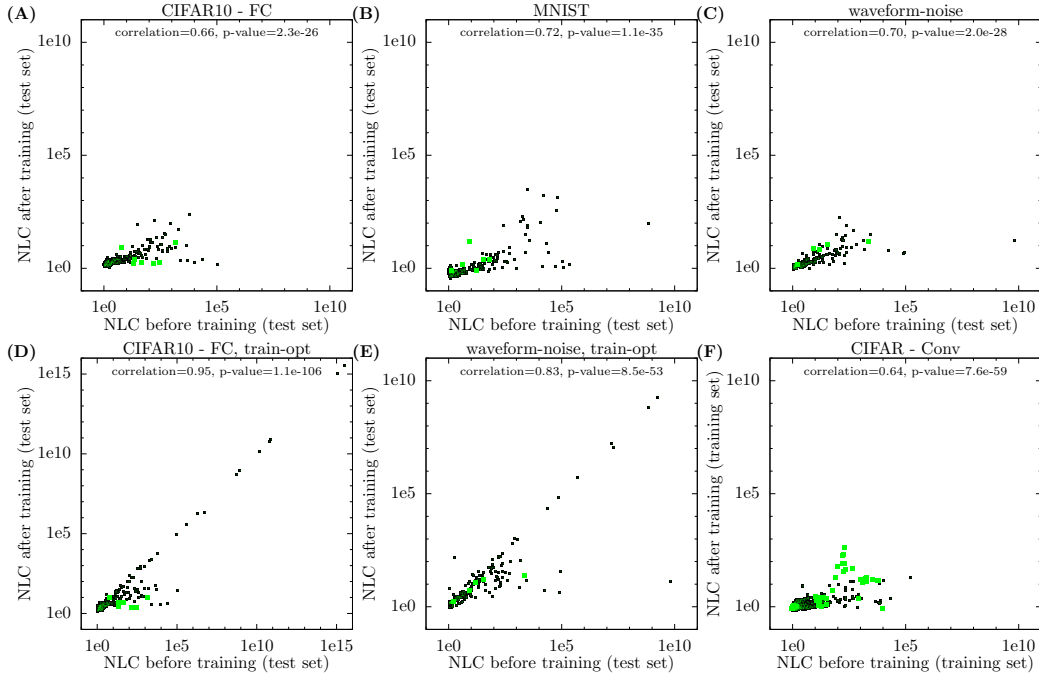 (A)
CIFAR10 - FC
correlation=0.66, p-value=2.3e-26
NLC after training (test set)
1e10
1e5
1e0
1e0
1e5
1e10
NLC before training (test set)
(B)
MNIST
correlation=0.72, p-value=1.1e-35
NLC after training (test set)
1e10
1e5
1e0
1e0
1e5
1e10
NLC before training (test set)
(C)
waveform-noise
correlation=0.70, p-value=2.0e-28
NLC after training (test set)
1e10
1e5
1e0
1e0
1e5
1e10
NLC before training (test set)
(D)
CIFAR10 - FC, train-opt
correlation=0.95, p-value=1.1e-106
NLC after training (test set)
1e15
1e10
1e5
1e0
1e0
1e5
1e10
1e15
NLC before training (test set)
(E)
waveform-noise, train-opt
correlation=0.83, p-value=8.5e-53
NLC after training (test set)
1e10
1e5
1e0
1e0
1e5
1e10
NLC before training (test set)
(F)
CIFAR - Conv
correlation=0.64, p-value=7.6e-59
NLC after training (training set)
1e10
1e5
1e0
1e0
1e5
1e10
NLC before training (training set)